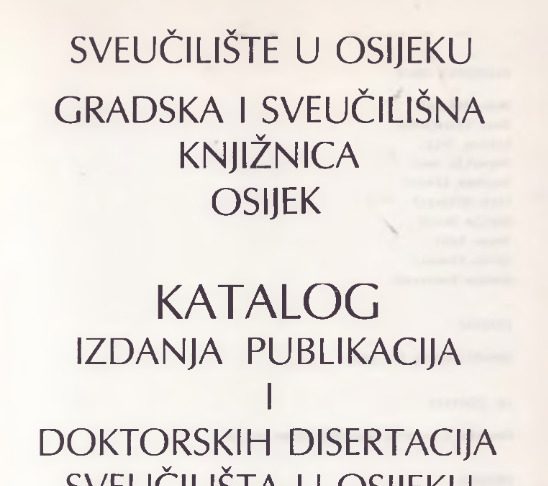 SVEUČILIŠTE U OSIJEKU
GRADSKA I SVEUČILIŠNA
KNJIŽNICA
OSIJEK
KATALOG
IZDANJA PUBLIKACIJA
I
DOKTORSKIH DISERTACIJA
SVEUČILIŠTA U OSIJEKU